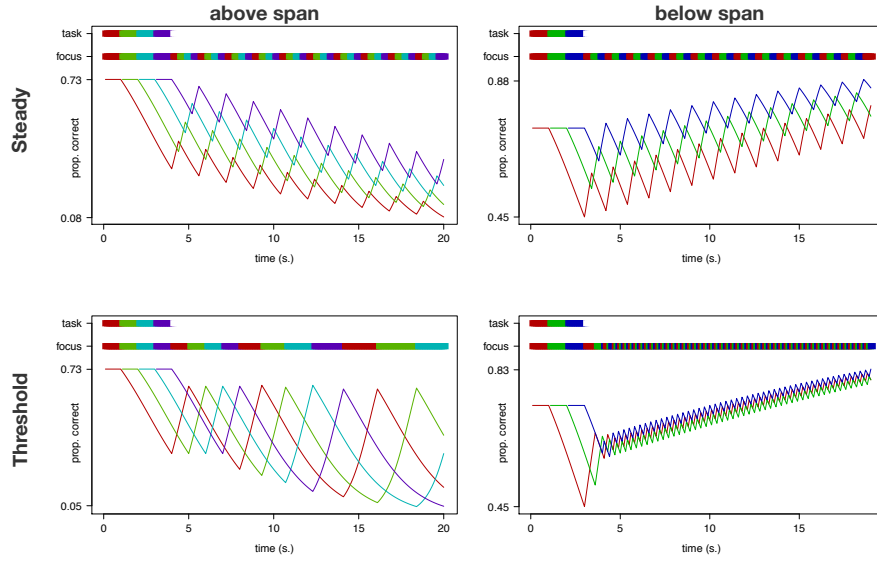 above span
below span
Steady
task
focus
0.73
prop. correct
0.08
0
5
10
15
20
time (s.)
task
focus
0.88
prop. correct
0.45
0
5
10
15
time (s.)
Threshold
task
focus
0.73
prop. correct
0.05
0
5
10
15
20
time (s.)
task
focus
0.83
prop. correct
0.45
0
5
10
15
time (s.)